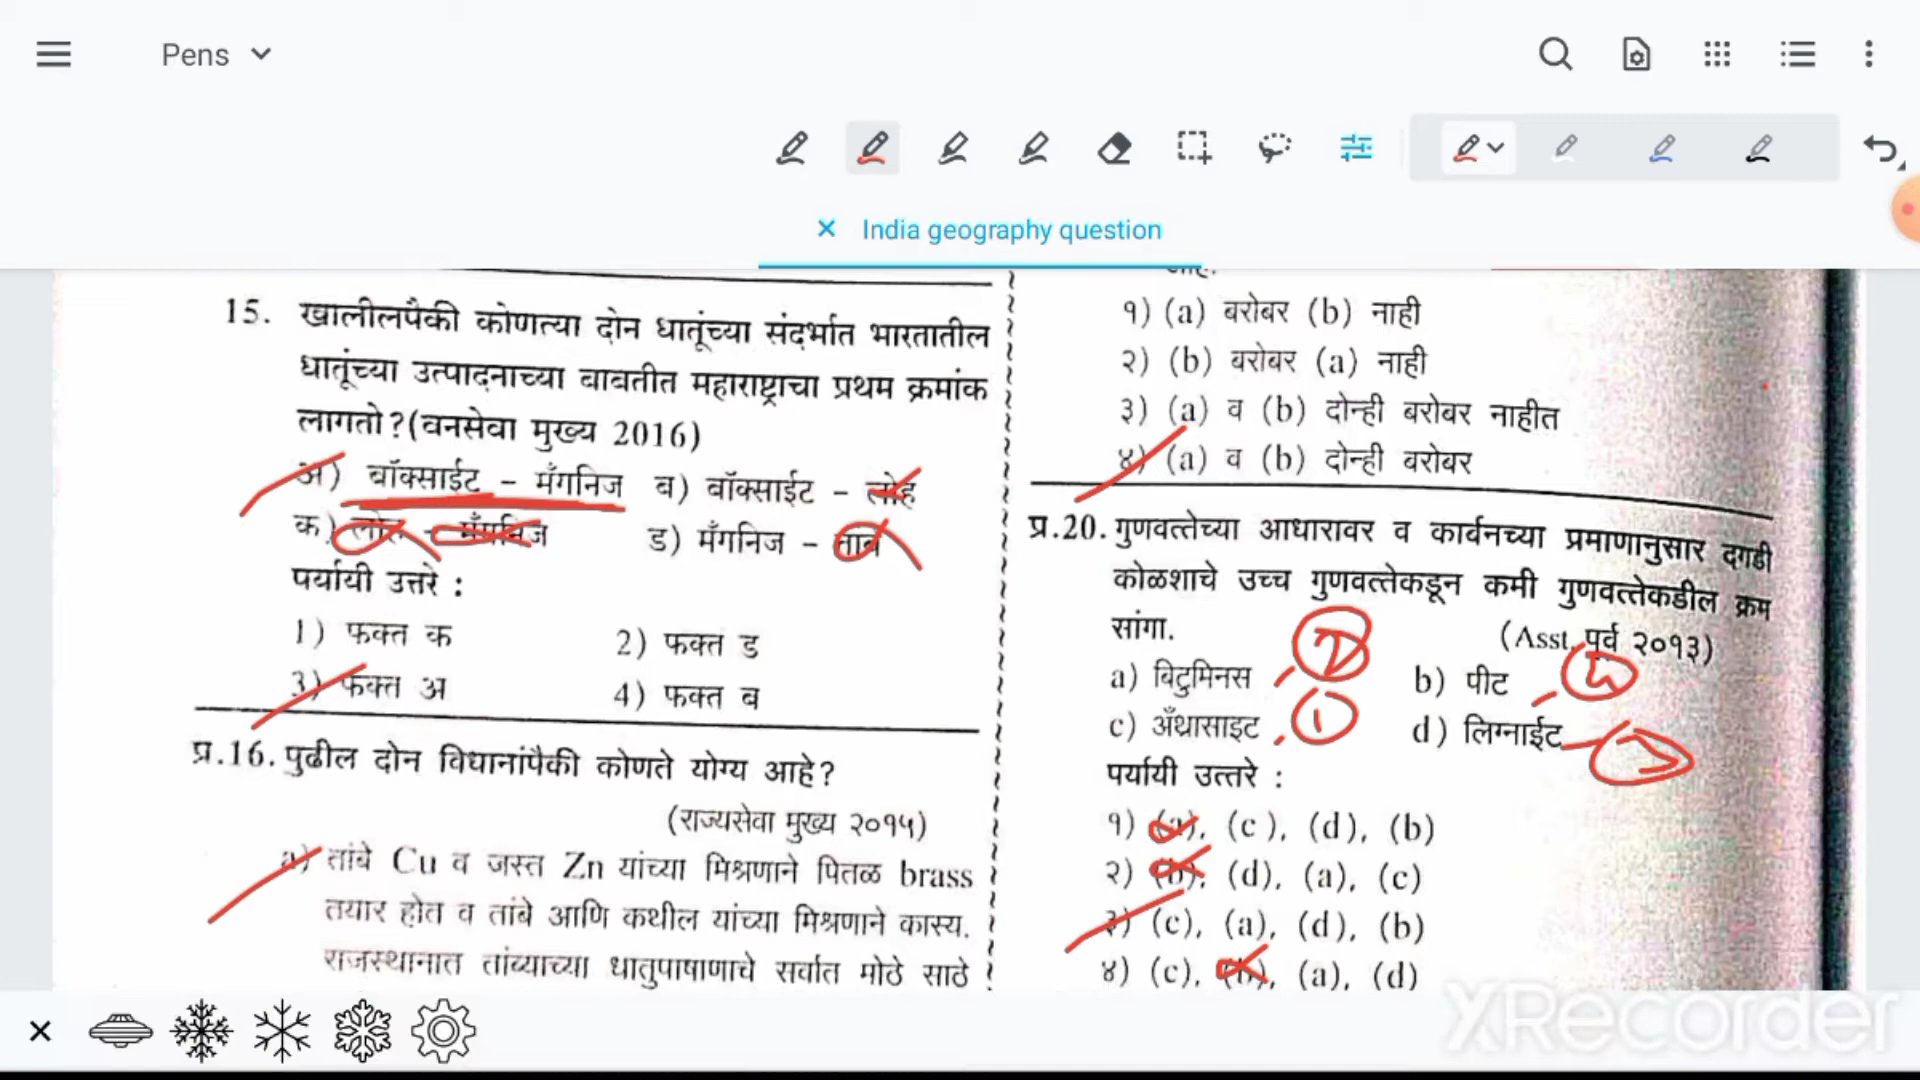 Pens
India geography question
15. खालीलपैकी कोणत्या दोन धातूंच्या संदर्भात भारतातील
धातूंच्या उत्पादनाच्या बाबतीत महाराष्ट्राचा प्रथम क्रमांक
लागतो?(वनसेवा मुख्य 2016)
अ) बॉक्साईट - मँगनिज ब) बॉक्साईट - लोह
क) लोह - मँगनिज ड) मँगनिज - तांबे
पर्यायी उत्तरे :
1) फक्त क 2) फक्त ड
3) फक्त अ 4) फक्त ब
प्र.16. पुढील दोन विधानांपैकी कोणते योग्य आहे?
(राज्यसेवा मुख्य २०१५)
a) तांबे Cu व जस्त Zn यांच्या मिश्रणाने पितळ brass
तयार होत व तांबे आणि कथील यांच्या मिश्रणाने कास्य.
राजस्थानात तांब्याच्या धातुपाषाणाचे सर्वात मोठे साठे
आहे.
१) (a) बरोबर (b) नाही
२) (b) बरोबर (a) नाही
३) (a) व (b) दोन्ही बरोबर नाहीत
४) (a) व (b) दोन्ही बरोबर
प्र.20. गुणवत्तेच्या आधारावर व कार्बनच्या प्रमाणानुसार दगडी
कोळशाचे उच्च गुणवत्तेकडून कमी गुणवत्तेकडील क्रम
सांगा. (Asst. पूर्व २०१३)
a) बिटुमिनस b) पीट
c) अँथ्रासाइट 1 d) लिग्नाईट
पर्यायी उत्तरे :
१) (a), (c), (d), (b)
२) (b), (d), (a), (c)
३) (c), (a), (d), (b)
४) (c), (b), (a), (d)
XRecorder